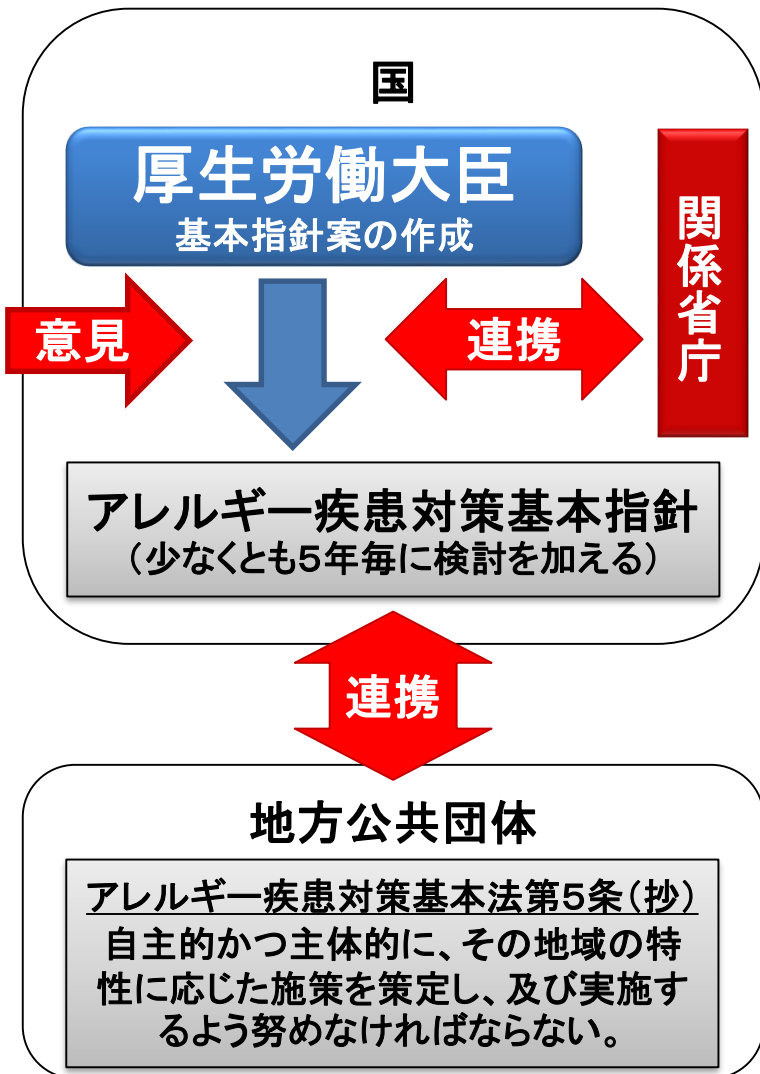 国
厚生労働大臣
基本指針案の作成
関係省庁
意見
連携
アレルギー疾患対策基本指針
（少なくとも５年毎に検討を加える）
連携
地方公共団体
アレルギー疾患対策基本法第５条（抄）
自主的かつ主体的に、その地域の特
性に応じた施策を策定し、及び実施す
るよう努めなければならない。